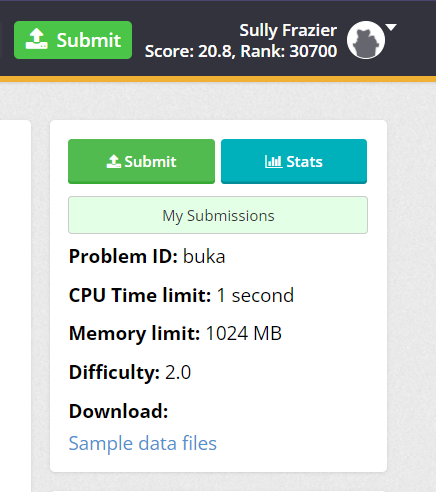 Submit
Sully Frazier
Score: 20.8, Rank: 30700
Submit
Stats
My Submissions
Problem ID: buka
CPU Time limit: 1 second
Memory limit: 1024 MB
Difficulty: 2.0
Download:
Sample data files